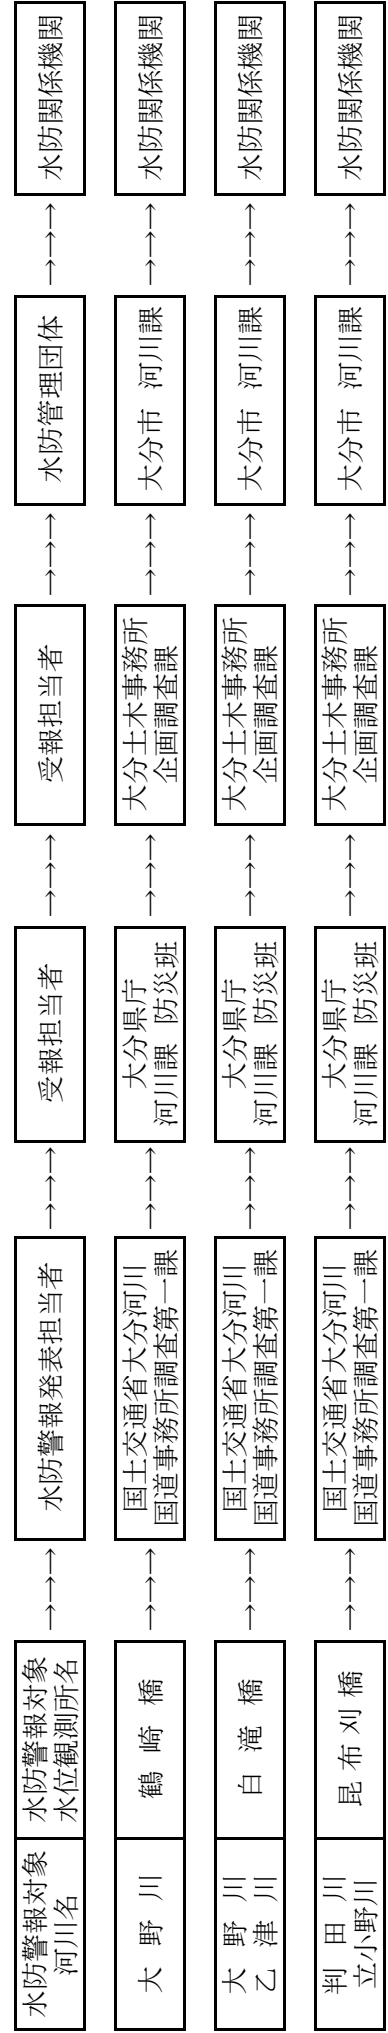 水防警報対象
河川名
水防警報対象
水位観測所名
→→→
水防警報発表担当者
→→→
受報担当者
→→→
受報担当者
→→→
水防管理団体
→→→
水防関係機関
大 野 川
鶴 崎 橋
→→→
国土交通省大分河川
国道事務所調査第一課
→→→
大分県庁
河川課 防災班
→→→
大分土木事務所
企画調査課
→→→
大分市 河川課
→→→
水防関係機関
大 野 川
乙 津 川
白 滝 橋
→→→
国土交通省大分河川
国道事務所調査第一課
→→→
大分県庁
河川課 防災班
→→→
大分土木事務所
企画調査課
→→→
大分市 河川課
→→→
水防関係機関
判 田 川
立小野川
昆 布 刈 橋
→→→
国土交通省大分河川
国道事務所調査第一課
→→→
大分県庁
河川課 防災班
→→→
大分土木事務所
企画調査課
→→→
大分市 河川課
→→→
水防関係機関